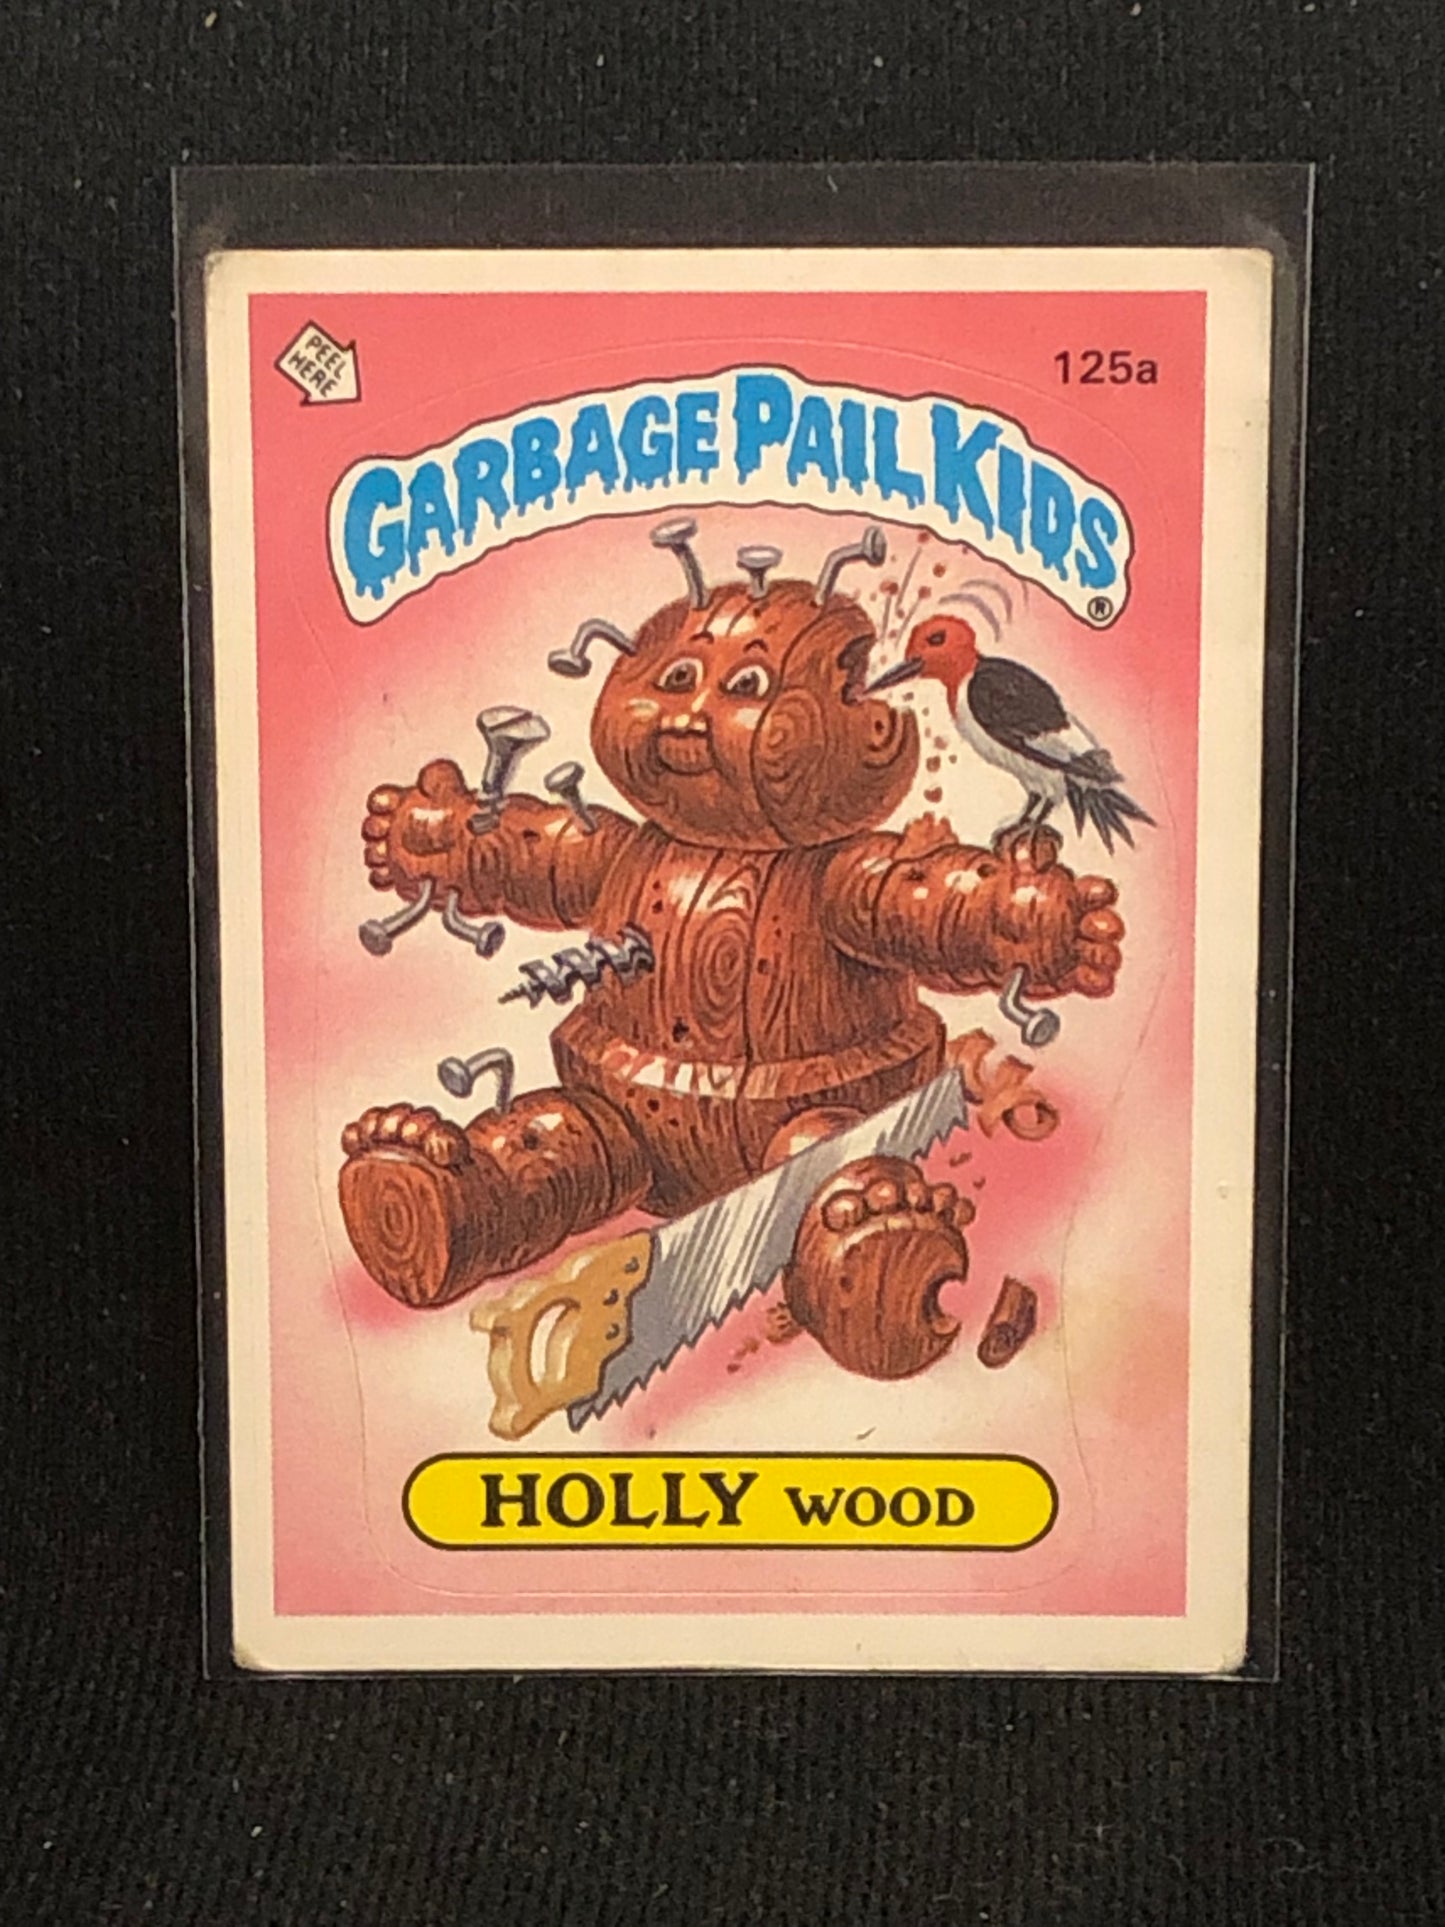 PEEL
HERE
125a
GARBAGE PAIL KIDS
®
HOLLY WOOD